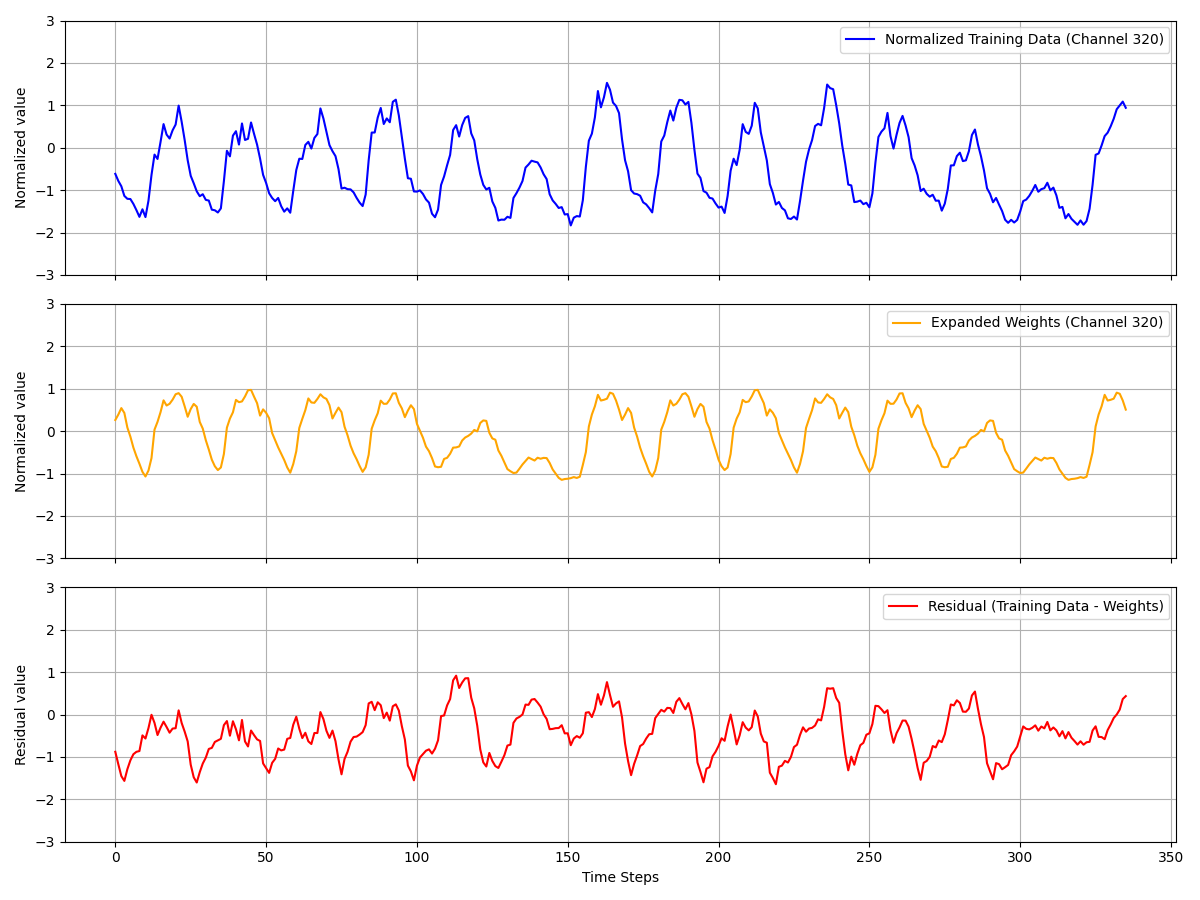 3
2
1
0
−1
−2
−3
Normalized value
Normalized Training Data (Channel 320)
3
2
1
0
−1
−2
−3
Normalized value
Expanded Weights (Channel 320)
3
2
1
0
−1
−2
−3
Residual value
Residual (Training Data - Weights)
0 50 100 150 200 250 300 350
Time Steps